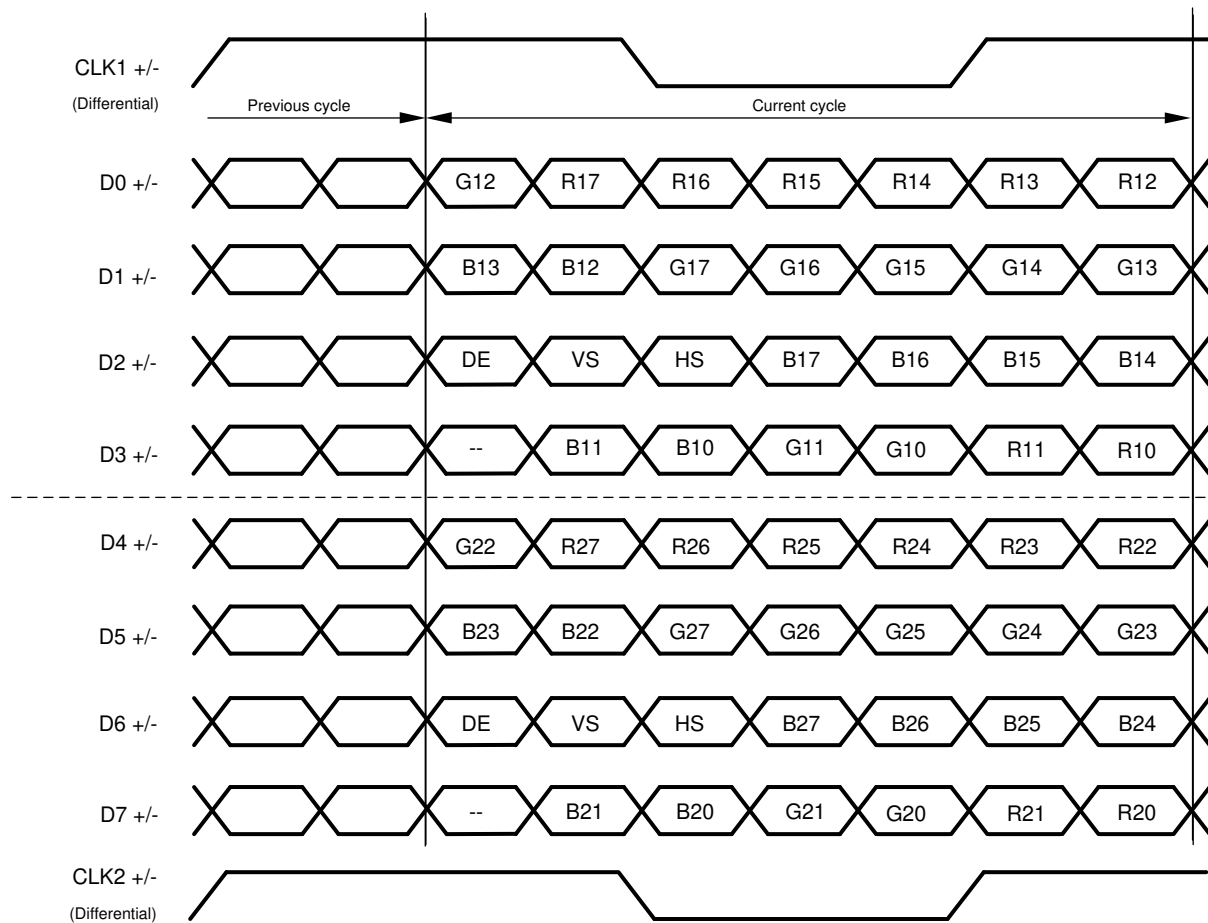 CLK1 +/-
(Differential)
Previous cycle Current cycle
D0 +/- G12 R17 R16 R15 R14 R13 R12
D1 +/- B13 B12 G17 G16 G15 G14 G13
D2 +/- DE VS HS B17 B16 B15 B14
D3 +/- -- B11 B10 G11 G10 R11 R10
D4 +/- G22 R27 R26 R25 R24 R23 R22
D5 +/- B23 B22 G27 G26 G25 G24 G23
D6 +/- DE VS HS B27 B26 B25 B24
D7 +/- -- B21 B20 G21 G20 R21 R20
CLK2 +/-
(Differential)